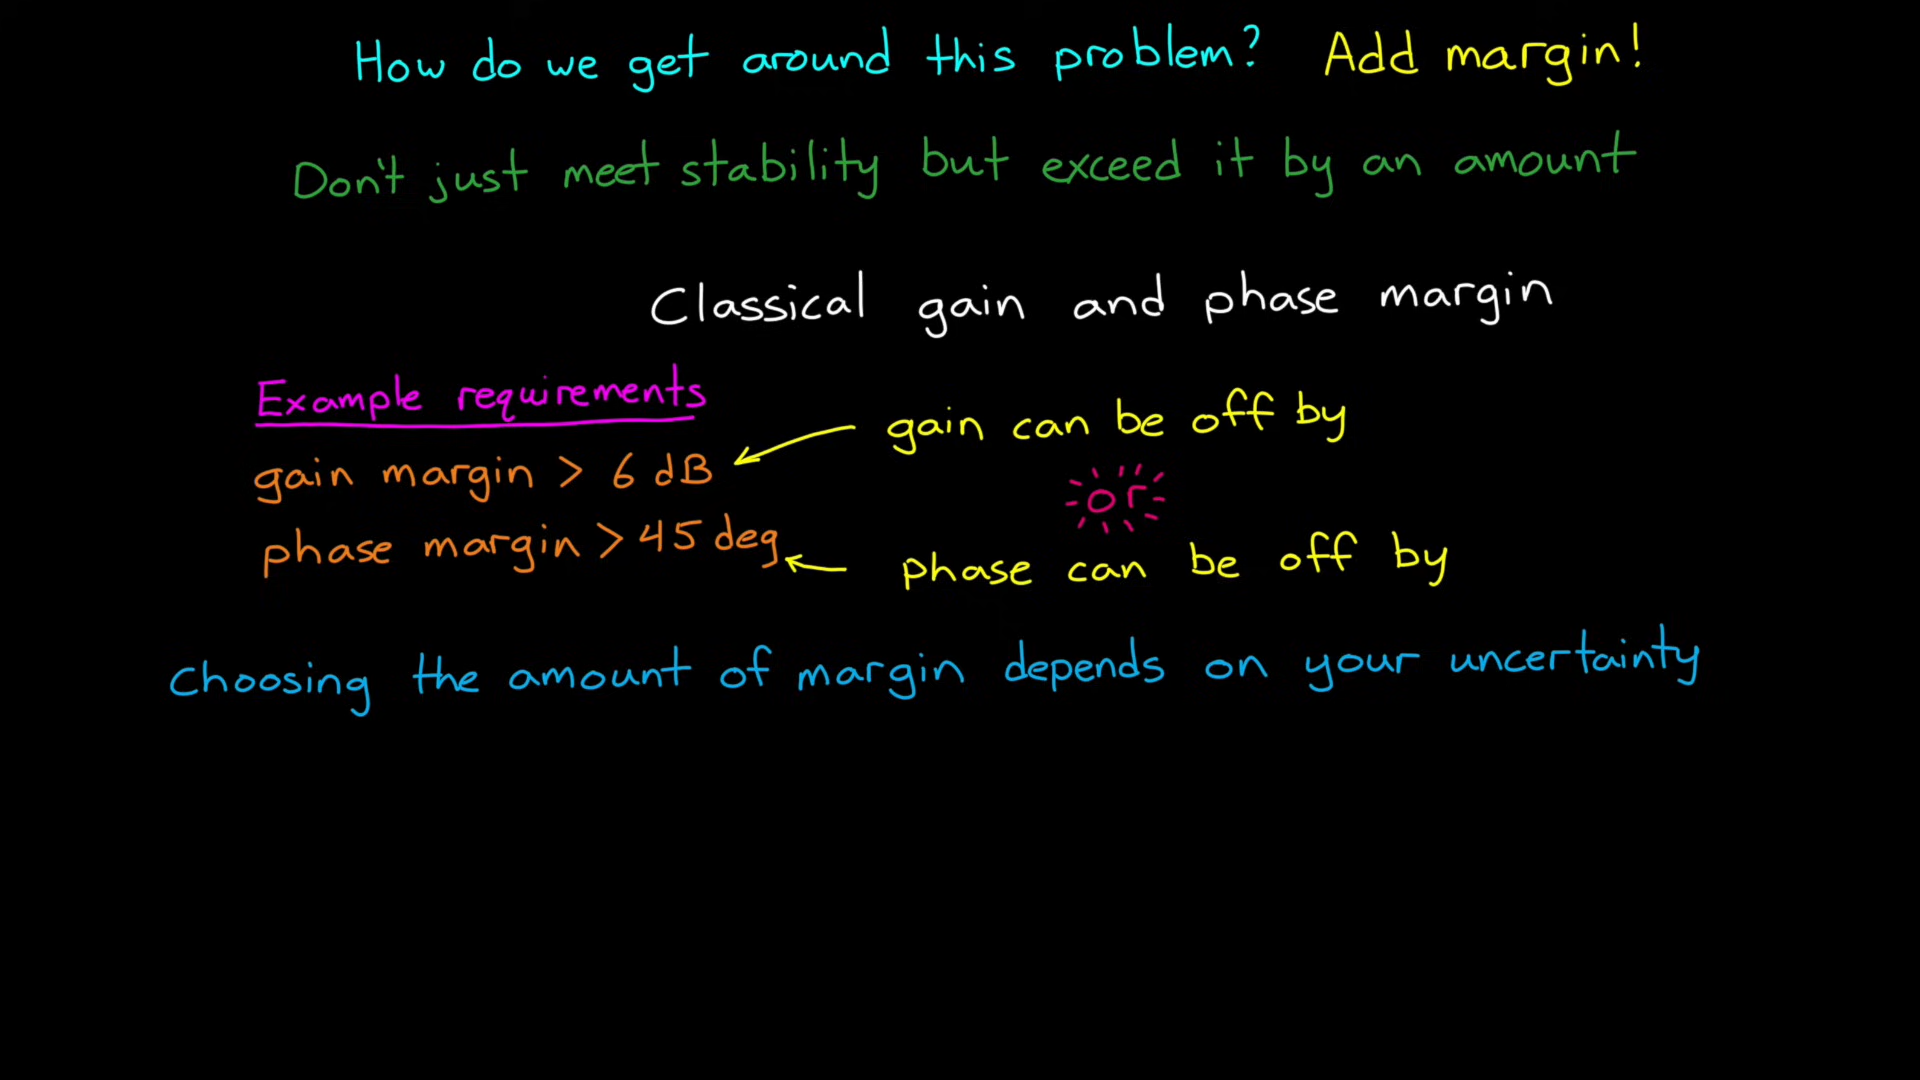 How do we get around this problem? Add margin!
Don't just meet stability but exceed it by an amount
Classical gain and phase margin
Example requirements
gain margin > 6 dB
phase margin > 45 deg
gain can be off by
or
phase can be off by
Choosing the amount of margin depends on your uncertainty